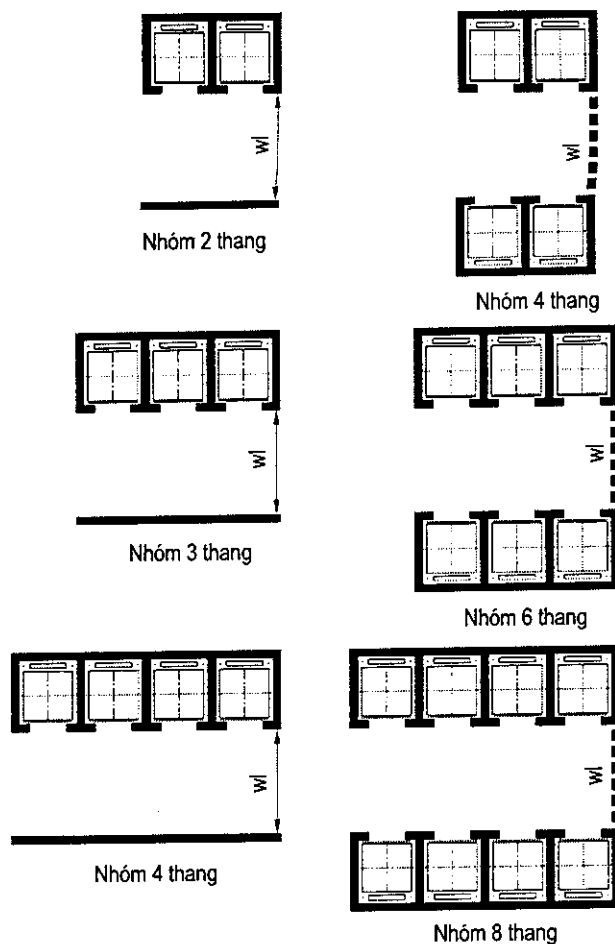 wl
Nhóm 2 thang
wl
Nhóm 4 thang
wl
Nhóm 3 thang
wl
Nhóm 6 thang
wl
Nhóm 4 thang
wl
Nhóm 8 thang